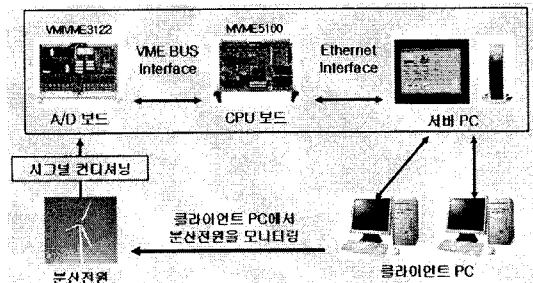 VMIVME3122
MVME5100
VME BUS
Interface
Ethernet
Interface
A/D 보드
CPU 보드
서버 PC
시그널 컨디셔닝
클라이언트 PC에서
분산전원을 모니터링
분산전원
클라이언트 PC